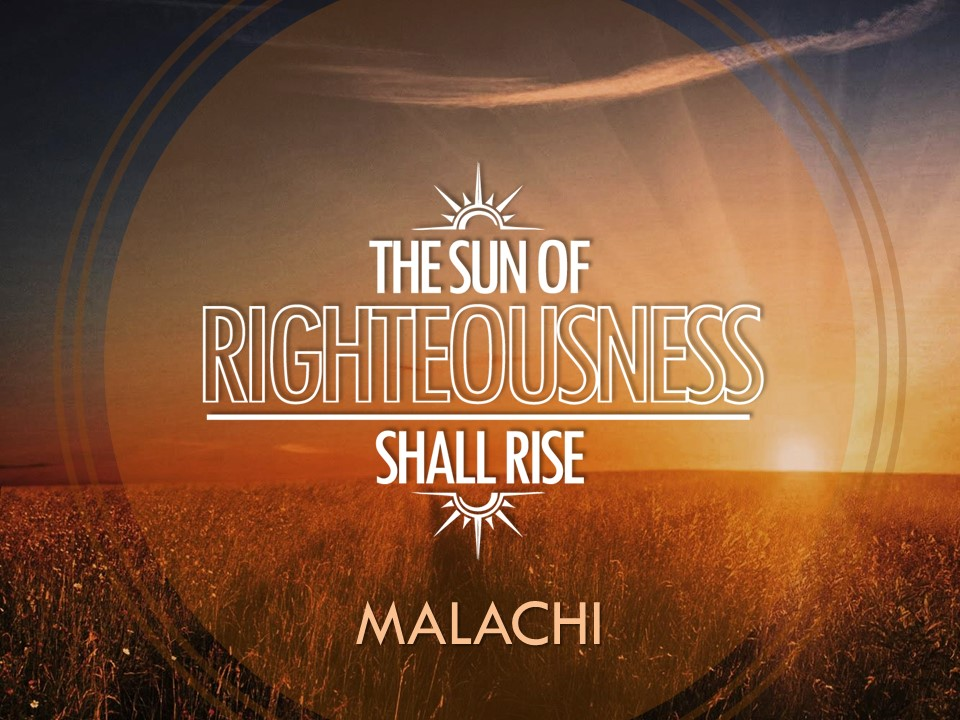 THE SUN OF
RIGHTEOUSNESS
SHALL RISE
MALACHI